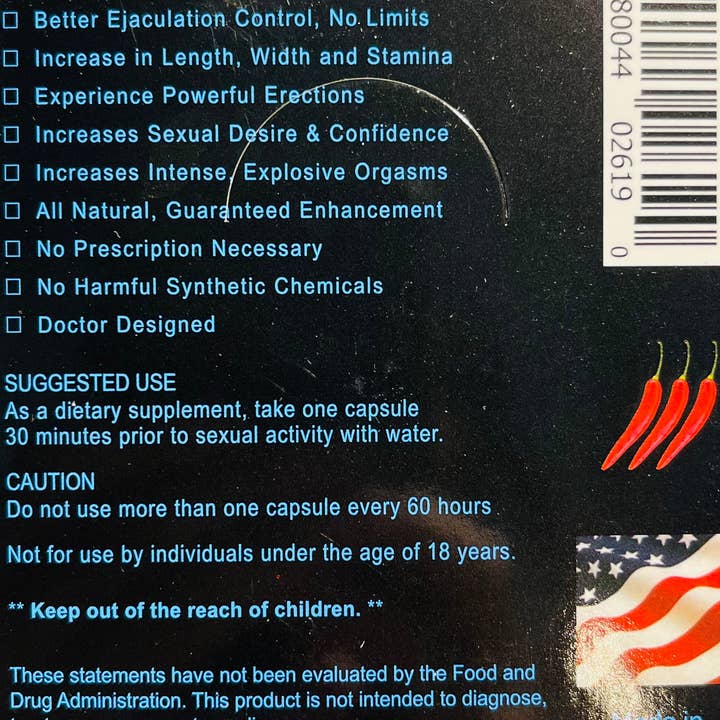 ☐ Better Ejaculation Control, No Limits
☐ Increase in Length, Width and Stamina
☐ Experience Powerful Erections
☐ Increases Sexual Desire & Confidence
☐ Increases Intense, Explosive Orgasms
☐ All Natural, Guaranteed Enhancement
☐ No Prescription Necessary
☐ No Harmful Synthetic Chemicals
☐ Doctor Designed
SUGGESTED USE
As a dietary supplement, take one capsule
30 minutes prior to sexual activity with water.
CAUTION
Do not use more than one capsule every 60 hours
Not for use by individuals under the age of 18 years.
** Keep out of the reach of children. **
These statements have not been evaluated by the Food and
Drug Administration. This product is not intended to diagnose,
80044 02619 0